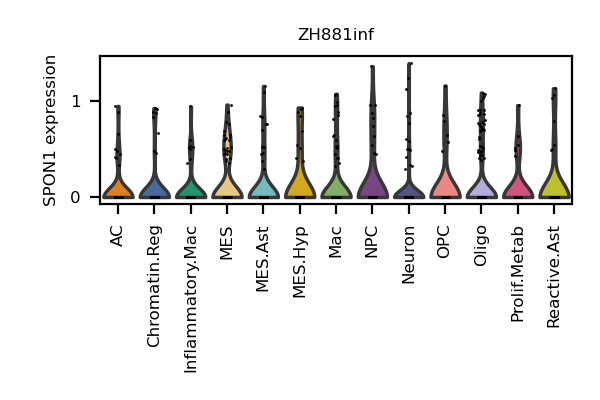 ZH881inf
SPON1 expression
1
0
AC
Chromatin.Reg
Inflammatory.Mac
MES
MES.Ast
MES.Hyp
Mac
NPC
Neuron
OPC
Oligo
Prolif.Metab
Reactive.Ast